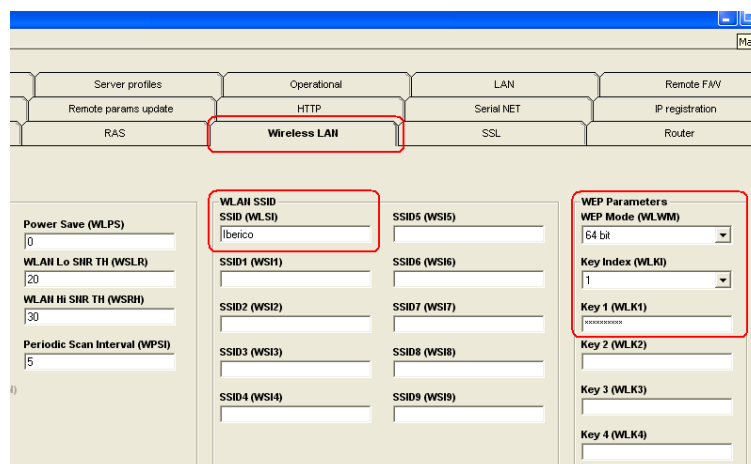 Ma
Server profiles
Operational
LAN
Remote F/W
Remote params update
HTTP
Serial NET
IP registration
RAS
Wireless LAN
SSL
Router
Power Save (WLPS)
0
WLAN Lo SNR TH (WSLR)
20
WLAN Hi SNR TH (WSRH)
30
Periodic Scan Interval (WPSI)
5
WLAN SSID
SSID (WLSI)
Iberico
SSID1 (WSI1)
SSID2 (WSI2)
SSID3 (WSI3)
SSID4 (WSI4)
SSID5 (WSI5)
SSID6 (WSI6)
SSID7 (WSI7)
SSID8 (WSI8)
SSID9 (WSI9)
WEP Parameters
WEP Mode (WLWM)
64 bit
Key Index (WLKI)
1
Key 1 (WLK1)
**********
Key 2 (WLK2)
Key 3 (WLK3)
Key 4 (WLK4)